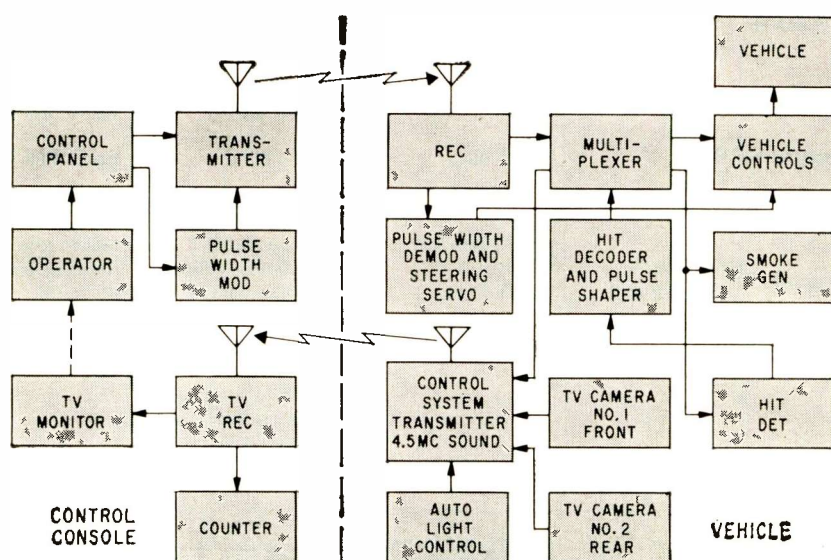 VEHICLE
CONTROL
PANEL
TRANS-
MITTER
REC
MULTI-
PLEXER
VEHICLE
CONTROLS
OPERATOR
PULSE
WIDTH
MOD
PULSE WIDTH
DEMOD AND
STEERING
SERVO
HIT
DECODER
AND PULSE
SHAPER
SMOKE
GEN
TV
MONITOR
TV
REC
CONTROL
SYSTEM
TRANSMITTER
4.5MC SOUND
TV CAMERA
NO. 1
FRONT
HIT
DET
CONTROL
CONSOLE
COUNTER
AUTO
LIGHT
CONTROL
TV CAMERA
NO. 2
REAR
VEHICLE